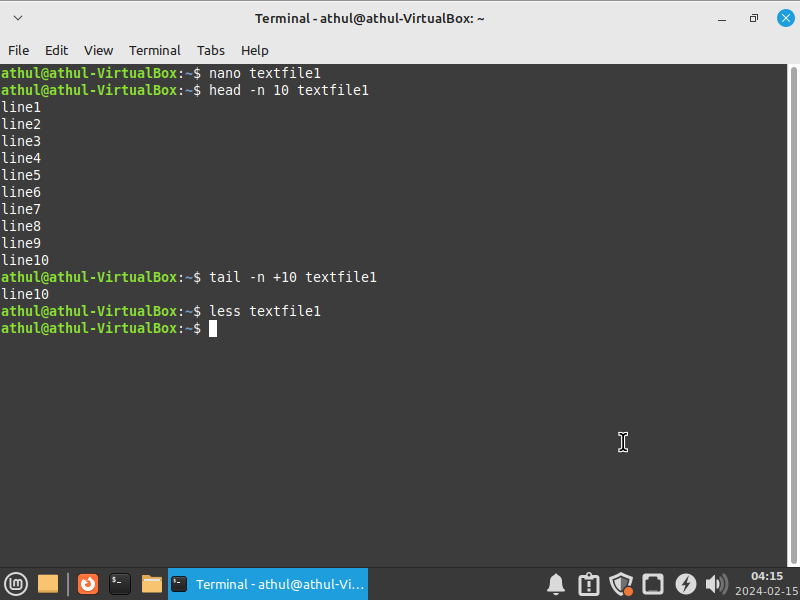 Terminal - athul@athul-VirtualBox: ~
File Edit View Terminal Tabs Help
athul@athul-VirtualBox:~$ nano textfile1
athul@athul-VirtualBox:~$ head -n 10 textfile1
line1
line2
line3
line4
line5
line6
line7
line8
line9
line10
athul@athul-VirtualBox:~$ tail -n +10 textfile1
line10
athul@athul-VirtualBox:~$ less textfile1
athul@athul-VirtualBox:~$
Terminal - athul@athul-Vi...
04:15
2024-02-15